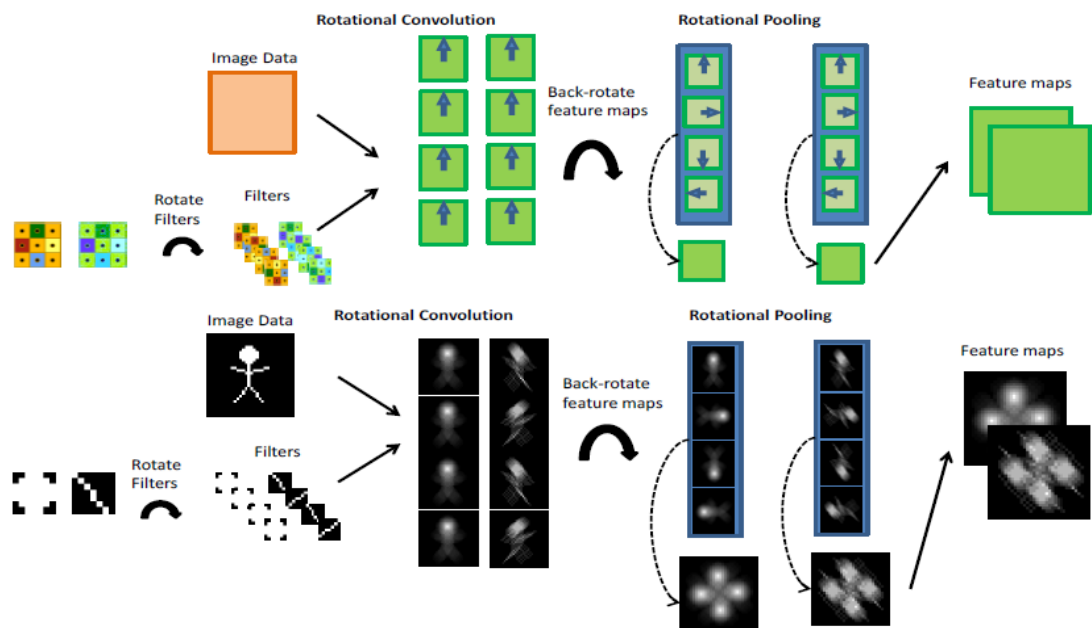 Rotational Convolution
Rotational Pooling
Image Data
Back-rotate
feature maps
Feature maps
Rotate
Filters
Filters
Image Data
Rotational Convolution
Rotational Pooling
Back-rotate
feature maps
Feature maps
Rotate
Filters
Filters